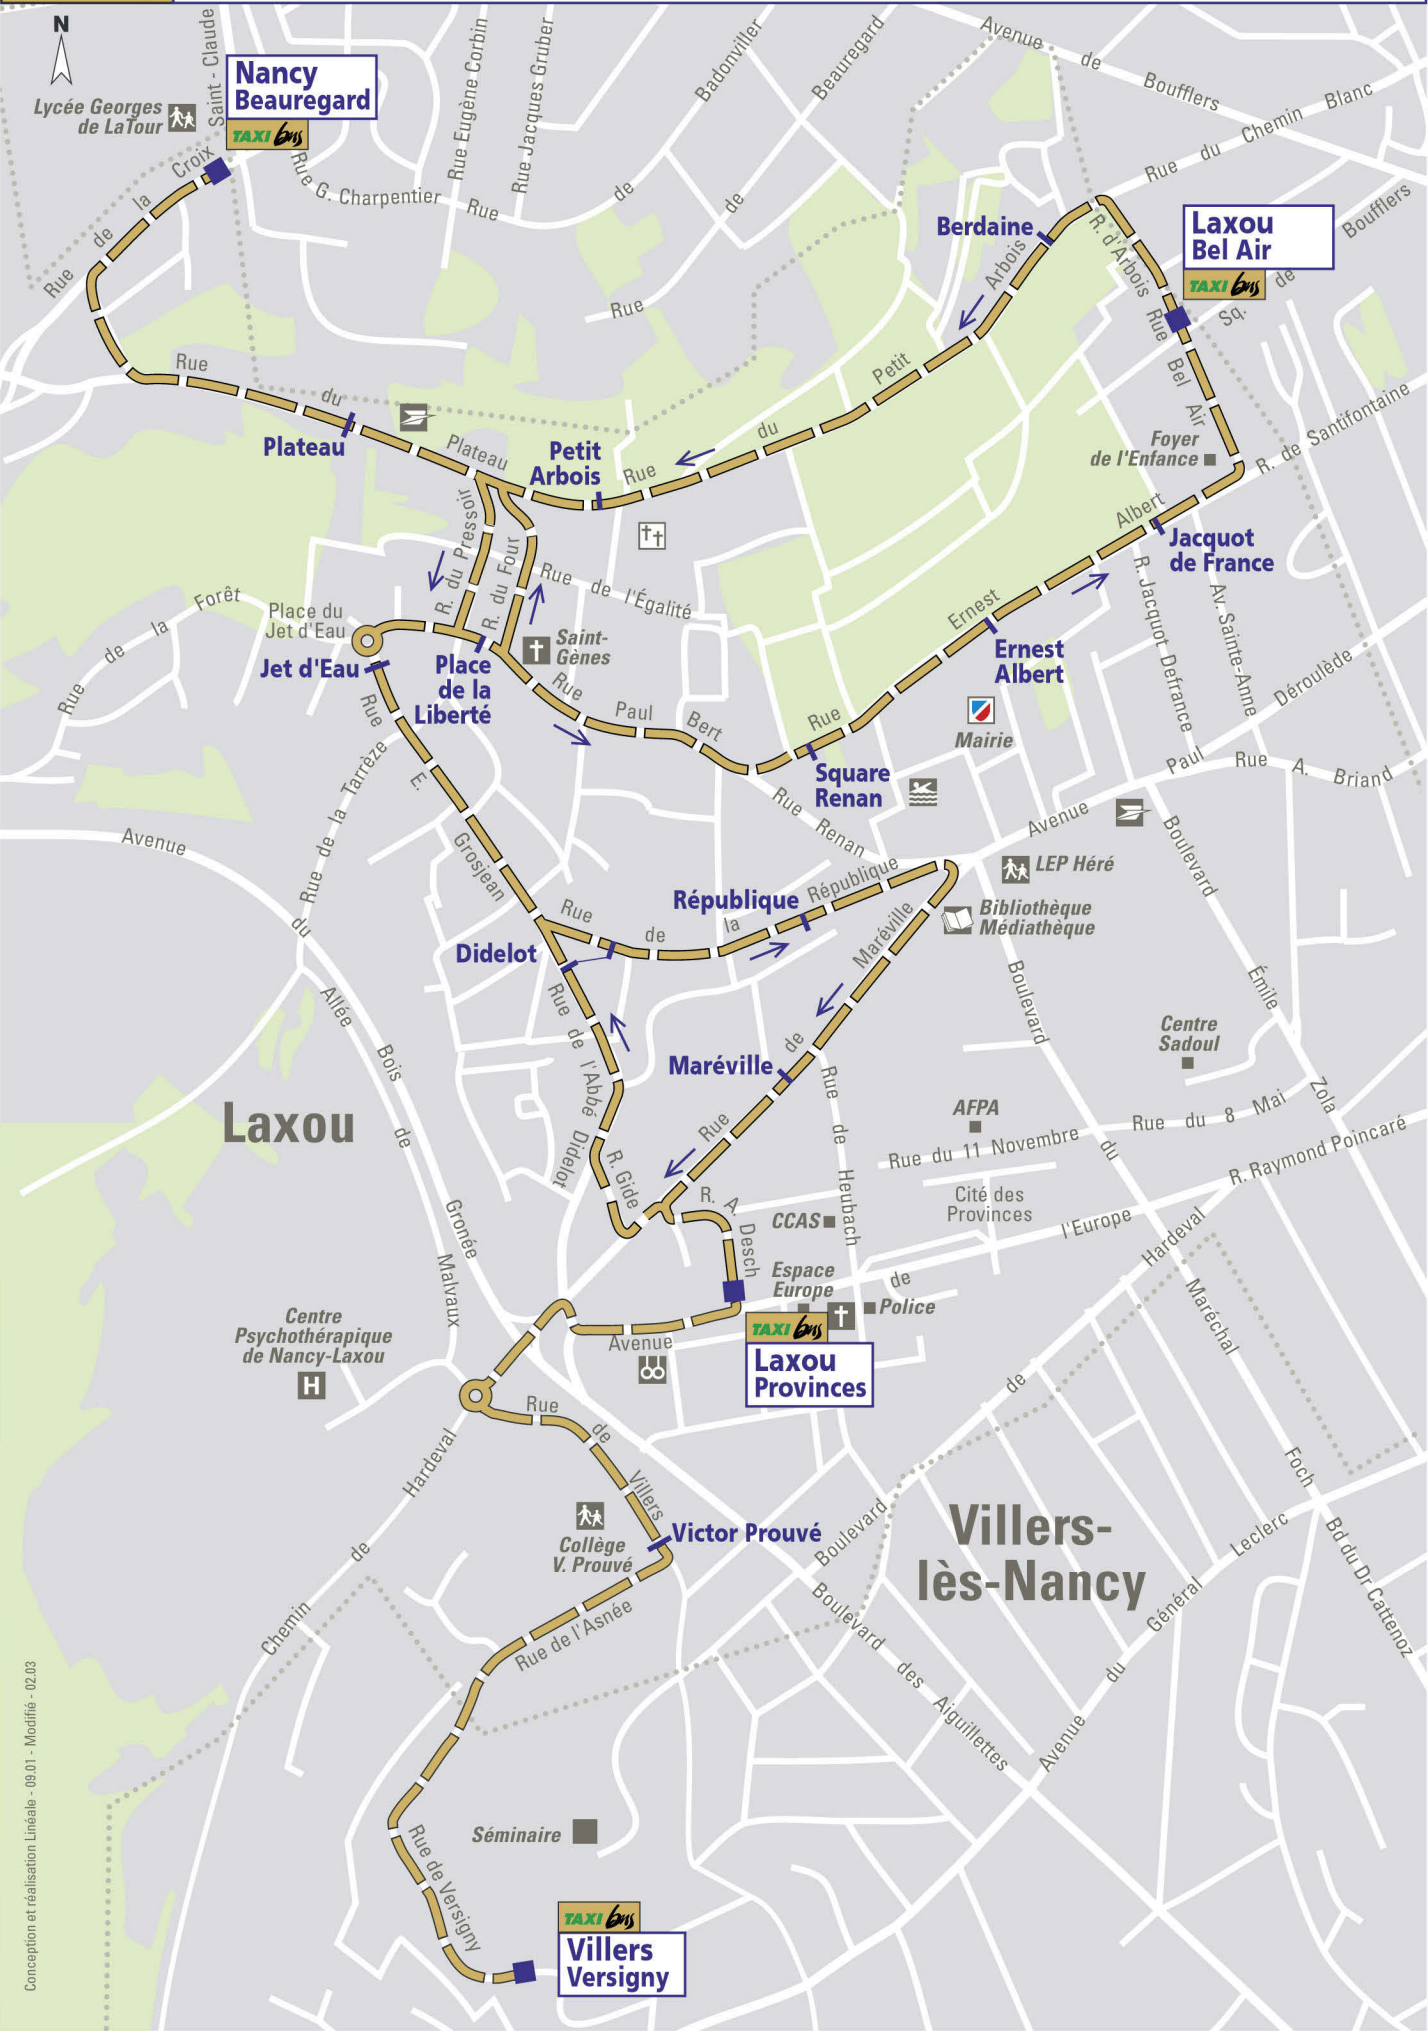 N
Saint - Claude
Nancy
Beauregard
TAXI bus
Lycée Georges
de LaTour
Rue de la Croix
Rue G. Charpentier
Rue Eugène Corbin
Rue Jacques Gruber
Rue de Badonviller
Rue de Beauregard
Avenue de Boufflers
Rue du Chemin Blanc
Laxou
Bel Air
TAXI bus
Sq. de Boufflers
Berdaine
R. d'Arbois
Rue Bel Air
Rue du Petit Arbois
Foyer
de l'Enfance
R. de Santifontaine
Rue du Plateau
Plateau
Petit
Arbois
Jacquot
de France
R. du Pressoir
R. du Four
Rue de l'Égalité
Rue Ernest Albert
Ernest
Albert
R. Jacquot Defrance
Av. Sainte-Anne
Rue de la Forêt
Place du
Jet d'Eau
Jet d'Eau
Place
de la
Liberté
Saint-
Gènes
Rue Paul Bert
Mairie
Square
Renan
Rue Renan
Avenue Paul Déroulède
Rue A. Briand
Rue E. Grosjean
Rue de la Tarrèze
Avenue du Bois Gronée
LEP Héré
Bibliothèque
Médiathèque
République
Rue de la République
Didelot
Rue de l'Abbé Didelot
Rue de Maréville
Maréville
Boulevard Émile Zola
Boulevard du Maréchal Foch
Centre
Sadoul
Allée de Malvaux
Laxou
AFPA
Rue du 11 Novembre
Rue du 8 Mai
Rue de Heubach
R. Gide
R. A. Desch
CCAS
Cité des
Provinces
R. Raymond Poincaré
Avenue de l'Europe
Espace
Europe
Police
TAXI bus
Laxou
Provinces
Centre
Psychothérapique
de Nancy-Laxou
H
Rue de Villers
Chemin de Hardeval
Boulevard de Hardeval
Collège
V. Prouvé
Victor Prouvé
Villers-
lès-Nancy
Rue de l'Asnée
Boulevard des Aiguillettes
Avenue du Général Leclerc
Bd du Dr Cattenoz
Séminaire
Rue de Versigny
TAXI bus
Villers
Versigny
Conception et réalisation Linéale - 09.01 - Modifié - 02.03